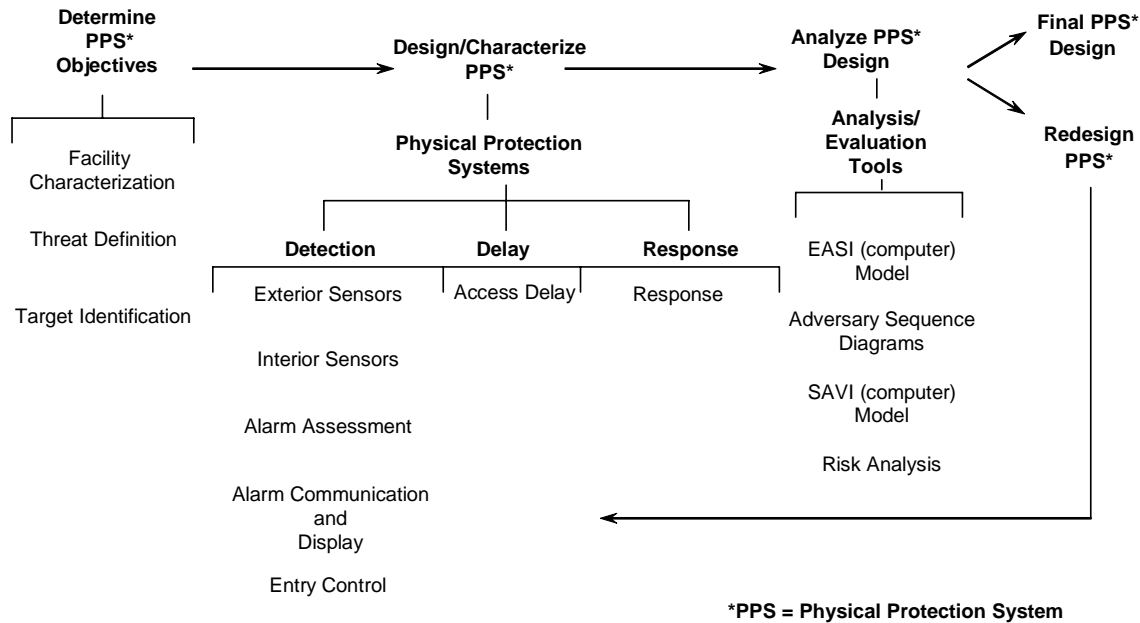 Determine
PPS*
Objectives
Facility
Characterization
Threat Definition
Target Identification
Design/Characterize
PPS*
Physical Protection
Systems
Detection
Exterior Sensors
Interior Sensors
Alarm Assessment
Alarm Communication
and
Display
Entry Control
Delay
Access Delay
Response
Response
Analyze PPS*
Design
Analysis/
Evaluation
Tools
EASI (computer)
Model
Adversary Sequence
Diagrams
SAVI (computer)
Model
Risk Analysis
Final PPS*
Design
Redesign
PPS*
*PPS = Physical Protection System